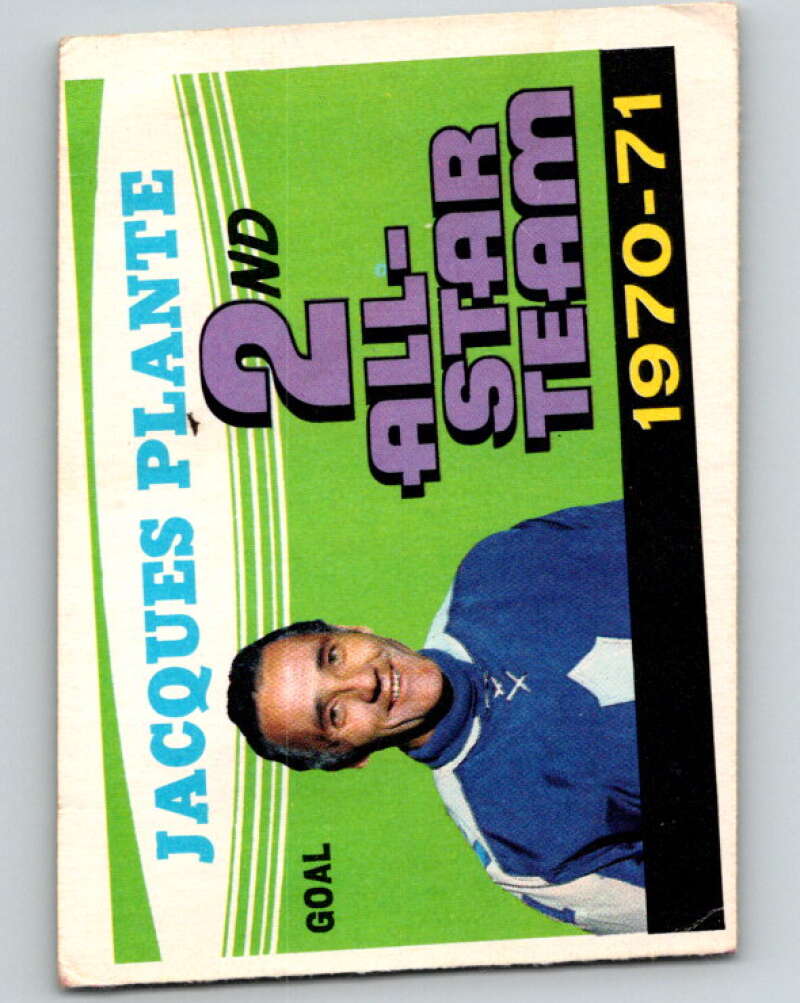 JACQUES PLANTE
2ND
ALL-
STAR
TEAM
GOAL
1970-71